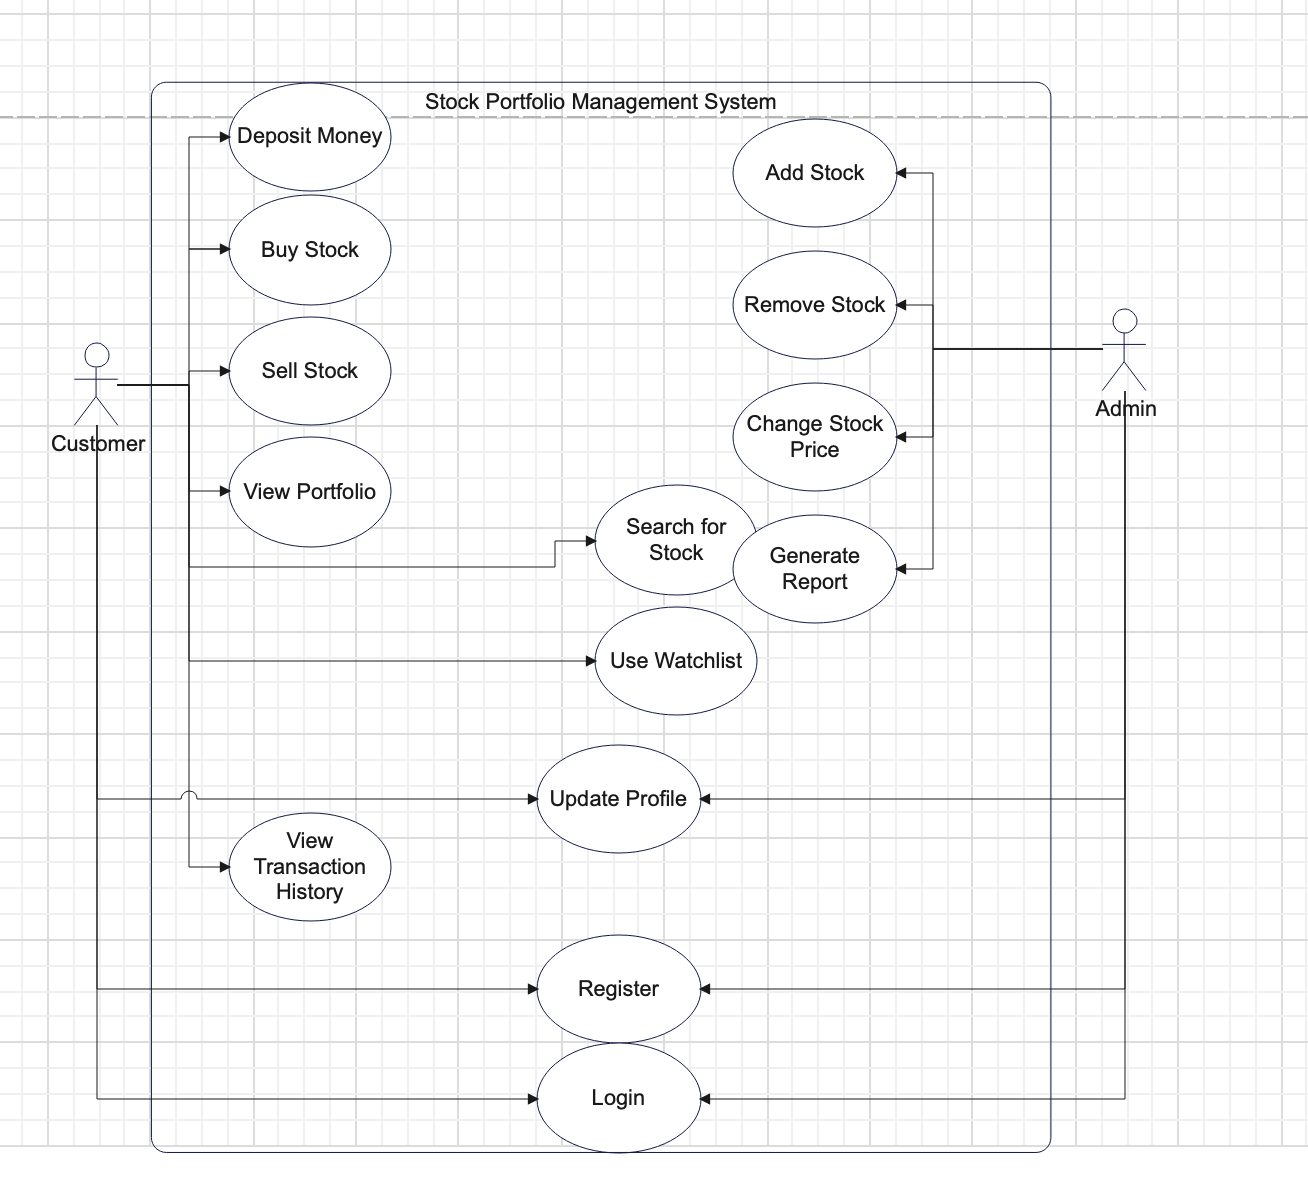 Stock Portfolio Management System
Deposit Money
Add Stock
Buy Stock
Remove Stock
Sell Stock
Customer
Admin
Change Stock
Price
View Portfolio
Search for
Stock
Generate
Report
Use Watchlist
Update Profile
View
Transaction
History
Register
Login